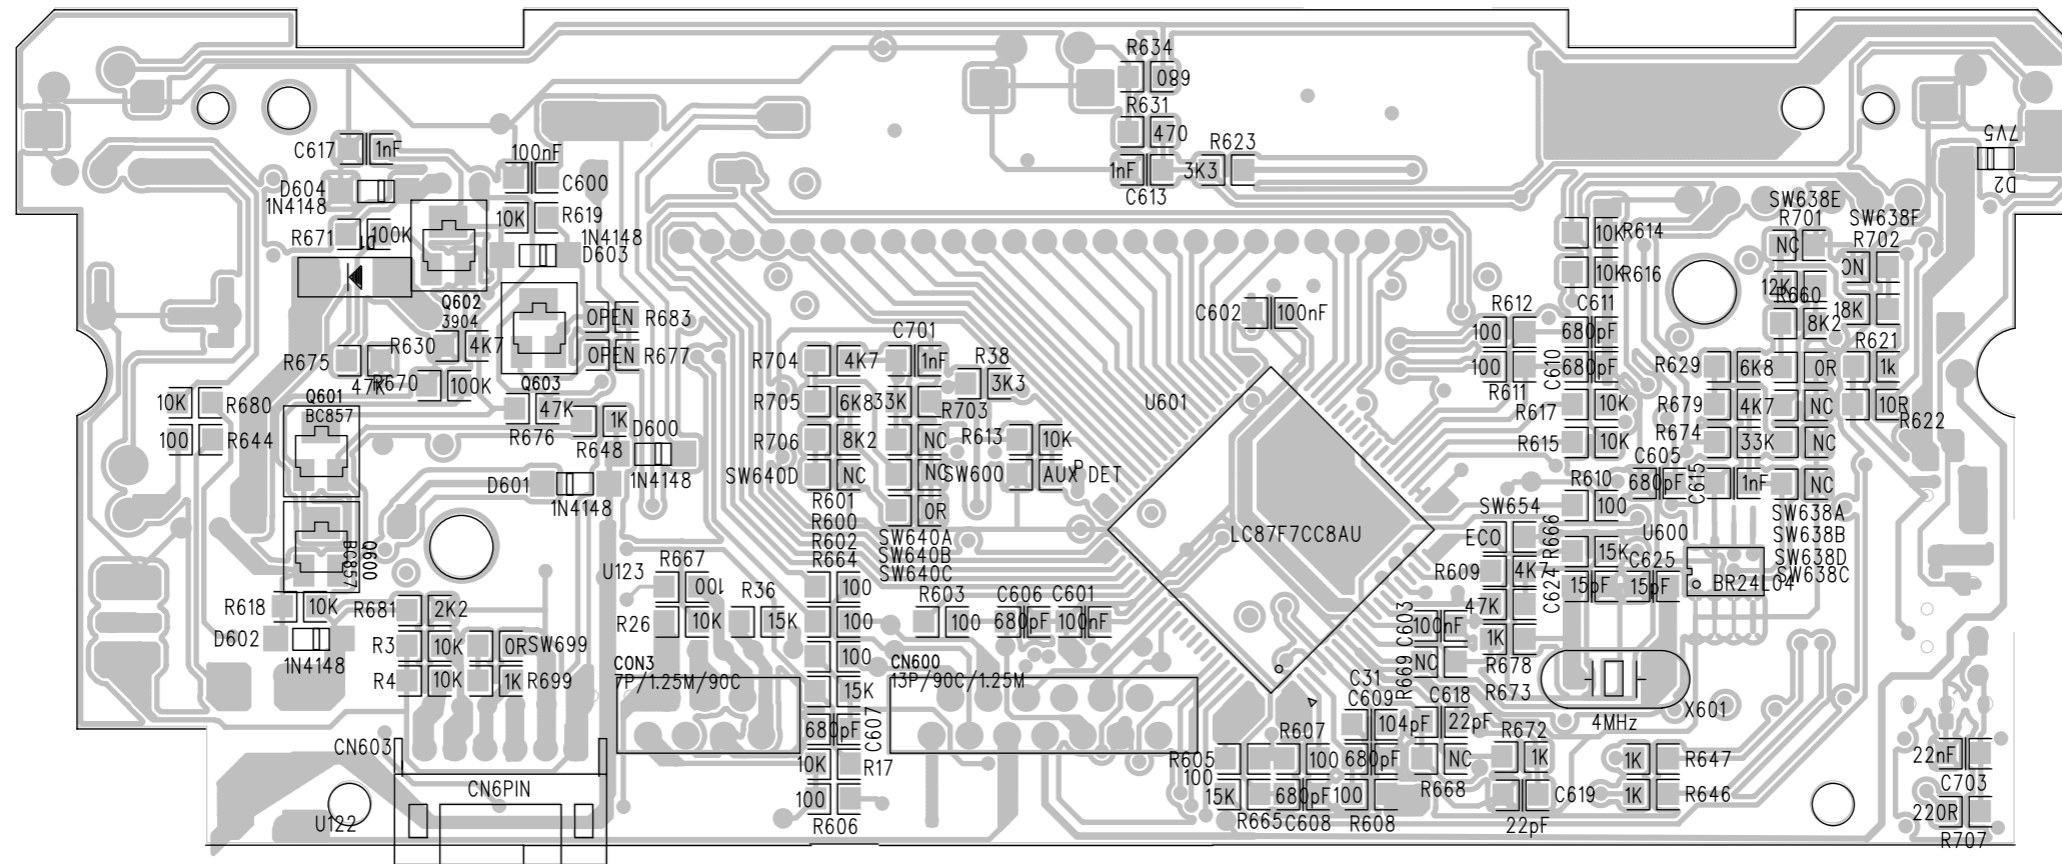 R634
089
R631
470
R623
1nF
3K3
C613
C617
1nF
100nF
C600
D604
1N4148
10K
R619
R671
100K
1N4148
D603
Q602
3904
OPEN
R683
OPEN
R677
R675
47K
R630
4K7
R670
100K
Q603
47K
R676
1K
R648
D600
1N4148
Q601
BC857
10K
R680
100
R644
D601
1N4148
Q600
BC857
R618
10K
R681
2K2
D602
1N4148
R3
10K
0R
SW699
R4
10K
1K
R699
CN603
CN6PIN
U122
U123
R667
100
R26
10K
R36
15K
CON3
7P/1.25M/90C
R704
4K7
C701
1nF
R38
3K3
R705
6K8
33K
R703
R706
8K2
NC
R613
10K
SW640D
NC
NC
SW600
AUX
P
DET
R601
0R
R600
R602
R664
SW640A
SW640B
SW640C
100
R603
100
C606
680pF
C601
100nF
100
100
CN600
13P/90C/1.25M
15K
680pF
C607
10K
R17
100
R606
U601
LC87F7CC8AU
C602
100nF
R612
100
C611
680pF
100
R611
C610
680pF
R614
10K
R616
10K
R617
10K
R615
10K
R610
100
SW654
ECO
R666
15K
R609
4K7
C624
15pF
C625
15pF
47K
1K
R678
C603
100nF
R669
NC
R673
C31
C609
104pF
C618
22pF
R607
100
680pF
NC
R668
R605
100
15K
R665
680pF
C608
100
R608
R672
1K
C619
22pF
4MHz
X601
1K
R647
1K
R646
U600
BR24L04
C605
680pF
C615
1nF
R629
6K8
R679
4K7
R674
33K
SW638E
R701
NC
SW638F
R702
ON
12K
R660
18K
8K2
R621
0R
1k
NC
10R
R622
NC
NC
SW638A
SW638B
SW638D
SW638C
7V5
D2
22nF
C703
220R
R707